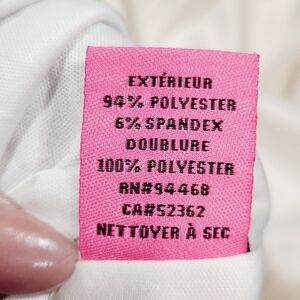 EXTÉRIEUR
94% POLYESTER
6% SPANDEX
DOUBLURE
100% POLYESTER
RN#94468
CA#52362
NETTOYER À SEC